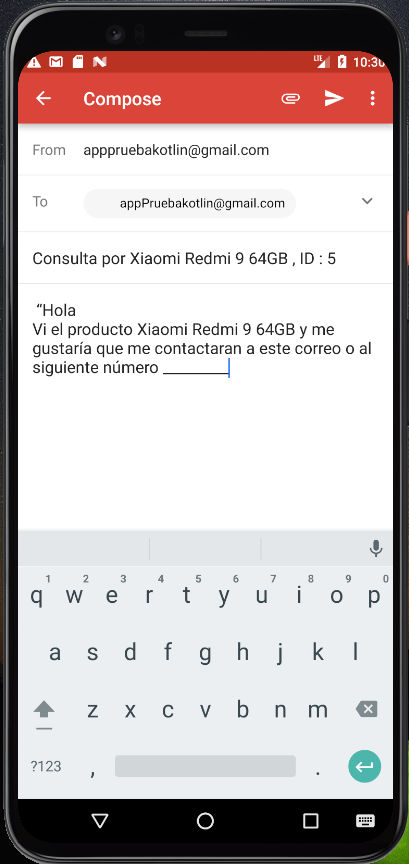 LTE 10:30
Compose
From apppruebakotlin@gmail.com
To appPruebakotlin@gmail.com
Consulta por Xiaomi Redmi 9 64GB , ID : 5
“Hola
Vi el producto Xiaomi Redmi 9 64GB y me
gustaría que me contactaran a este correo o al
siguiente número _________
1 2 3 4 5 6 7 8 9 0
q w e r t y u i o p
a s d f g h j k l
z x c v b n m
?123 , .